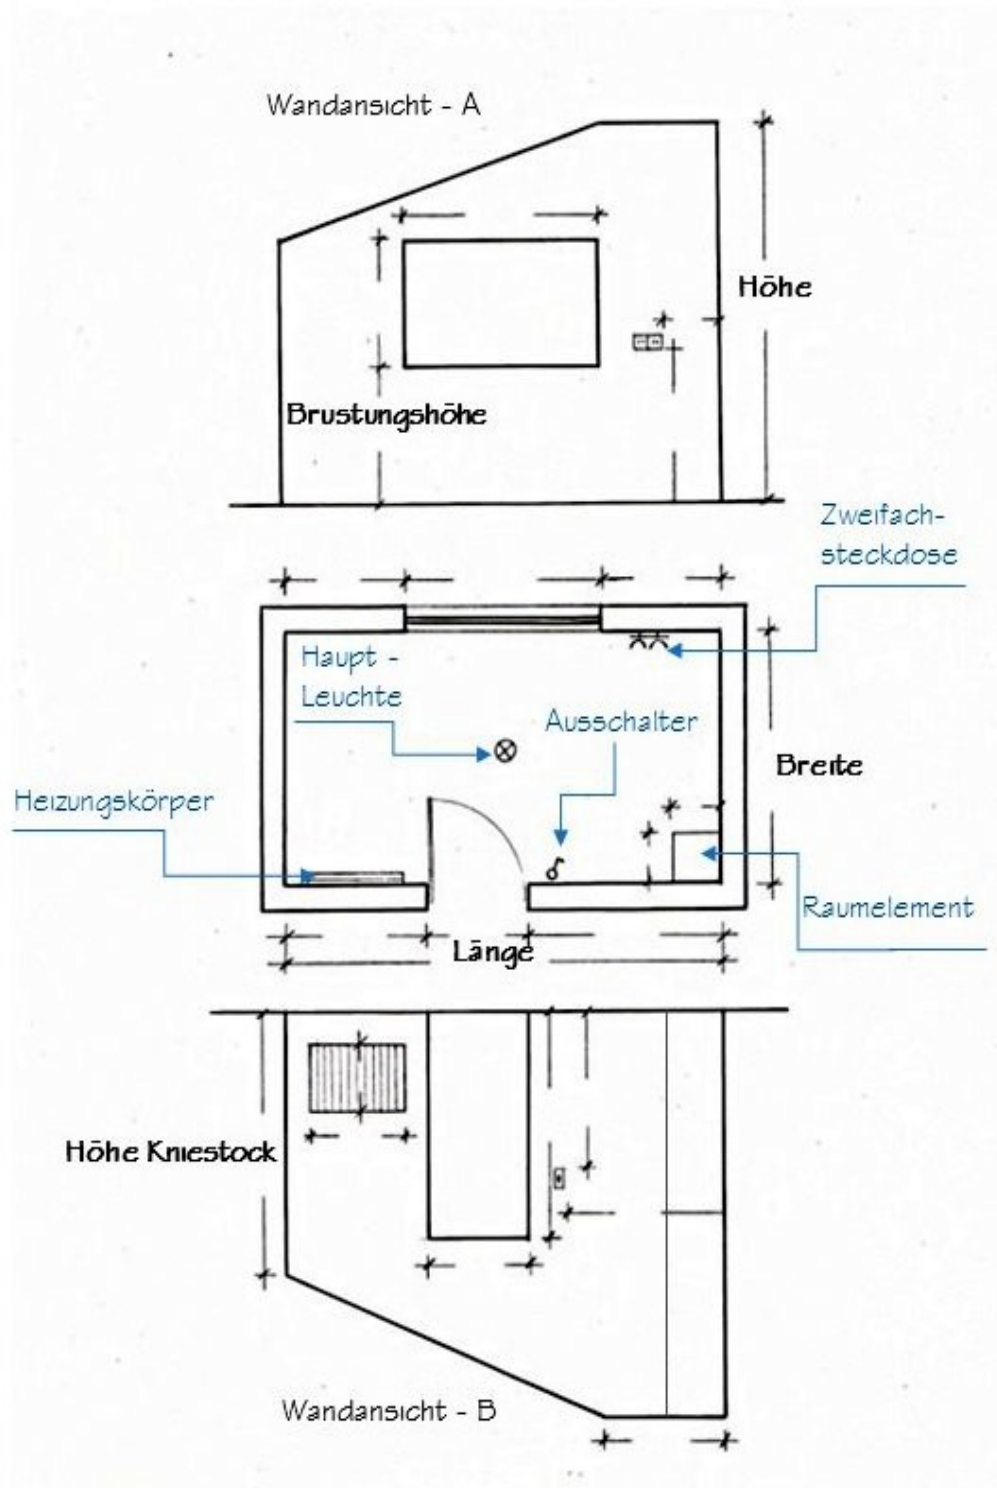 Wandansicht - A
Höhe
Brustungshöhe
Zweifach-
steckdose
Haupt -
Leuchte
Ausschalter
Breite
Heizungskörper
Raumelement
Länge
Höhe Kniestock
Wandansicht - B